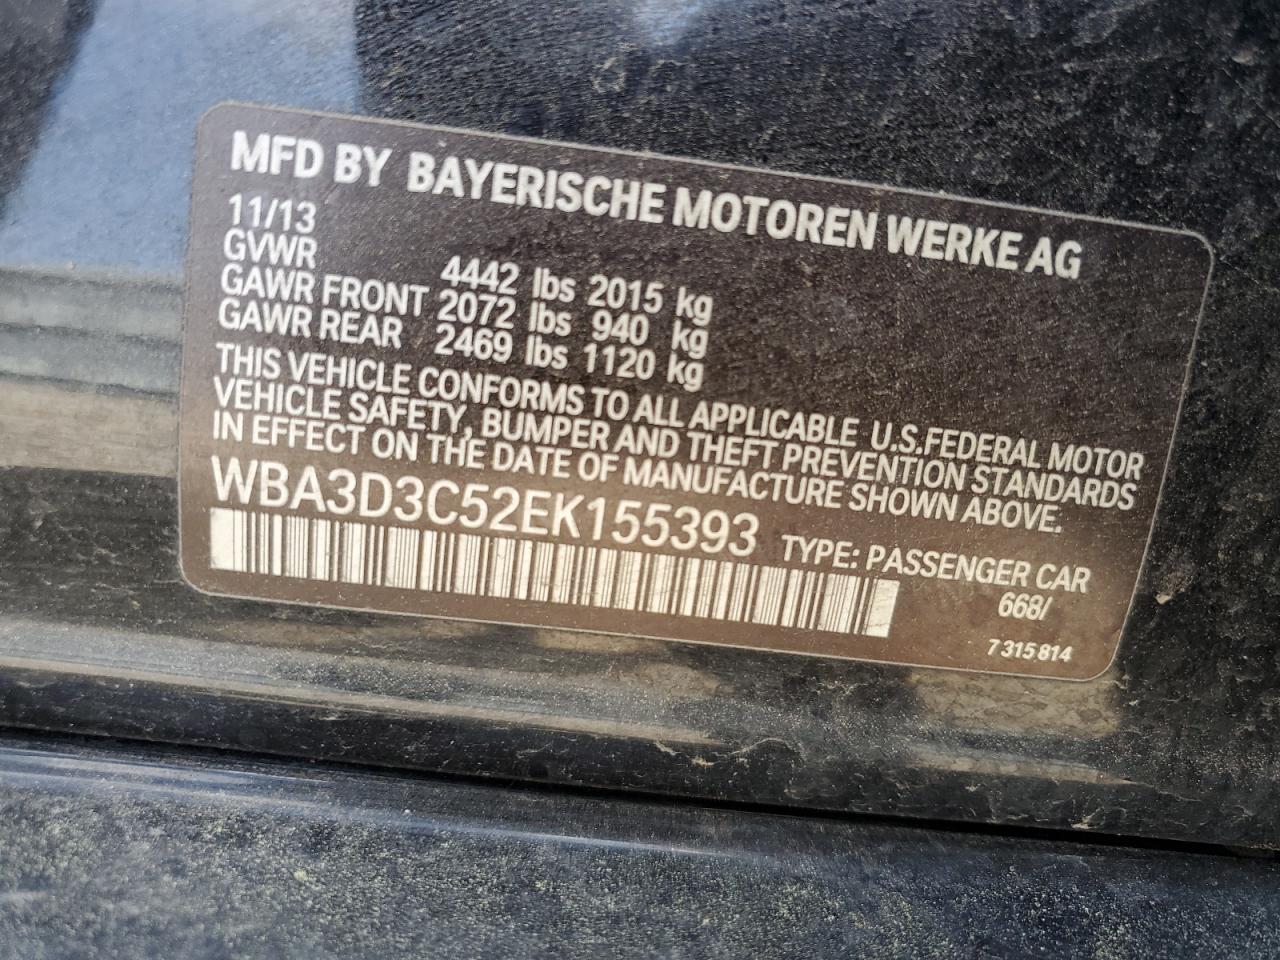 MFD BY BAYERISCHE MOTOREN WERKE AG
11/13
GVWR 4442 lbs 2015 kg
GAWR FRONT 2072 lbs 940 kg
GAWR REAR 2469 lbs 1120 kg
THIS VEHICLE CONFORMS TO ALL APPLICABLE U.S.FEDERAL MOTOR
VEHICLE SAFETY, BUMPER AND THEFT PREVENTION STANDARDS
IN EFFECT ON THE DATE OF MANUFACTURE SHOWN ABOVE.
WBA3D3C52EK155393 TYPE: PASSENGER CAR
668/
7 315 814